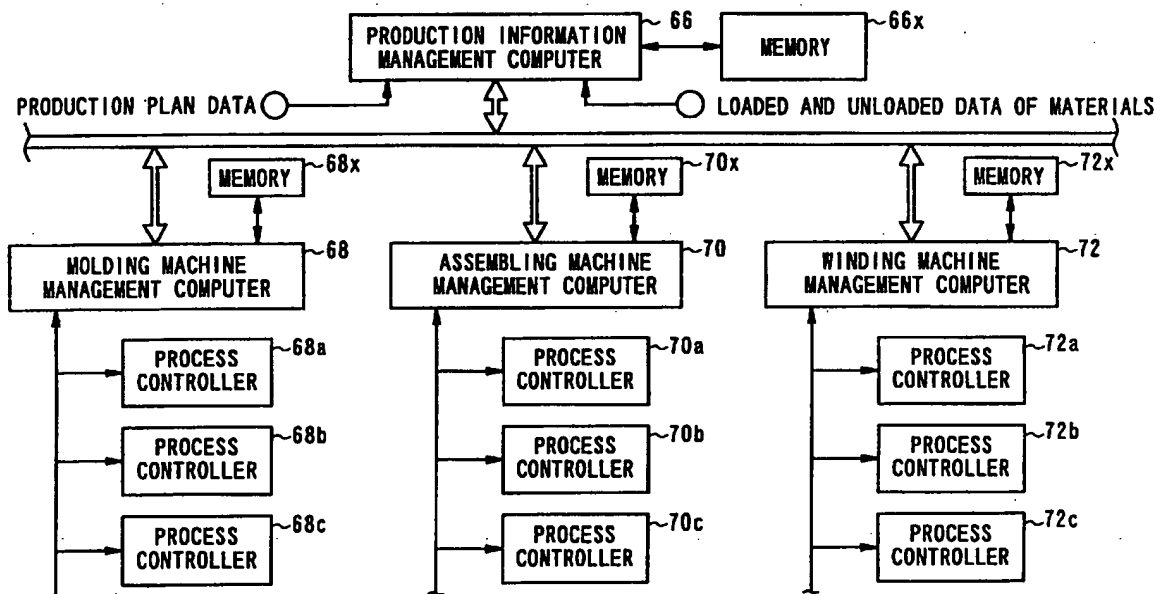 66
66x
PRODUCTION INFORMATION
MANAGEMENT COMPUTER
MEMORY
PRODUCTION PLAN DATA
LOADED AND UNLOADED DATA OF MATERIALS
68x
MEMORY
70x
MEMORY
72x
MEMORY
68
MOLDING MACHINE
MANAGEMENT COMPUTER
70
ASSEMBLING MACHINE
MANAGEMENT COMPUTER
72
WINDING MACHINE
MANAGEMENT COMPUTER
68a
PROCESS
CONTROLLER
70a
PROCESS
CONTROLLER
72a
PROCESS
CONTROLLER
68b
PROCESS
CONTROLLER
70b
PROCESS
CONTROLLER
72b
PROCESS
CONTROLLER
68c
PROCESS
CONTROLLER
70c
PROCESS
CONTROLLER
72c
PROCESS
CONTROLLER